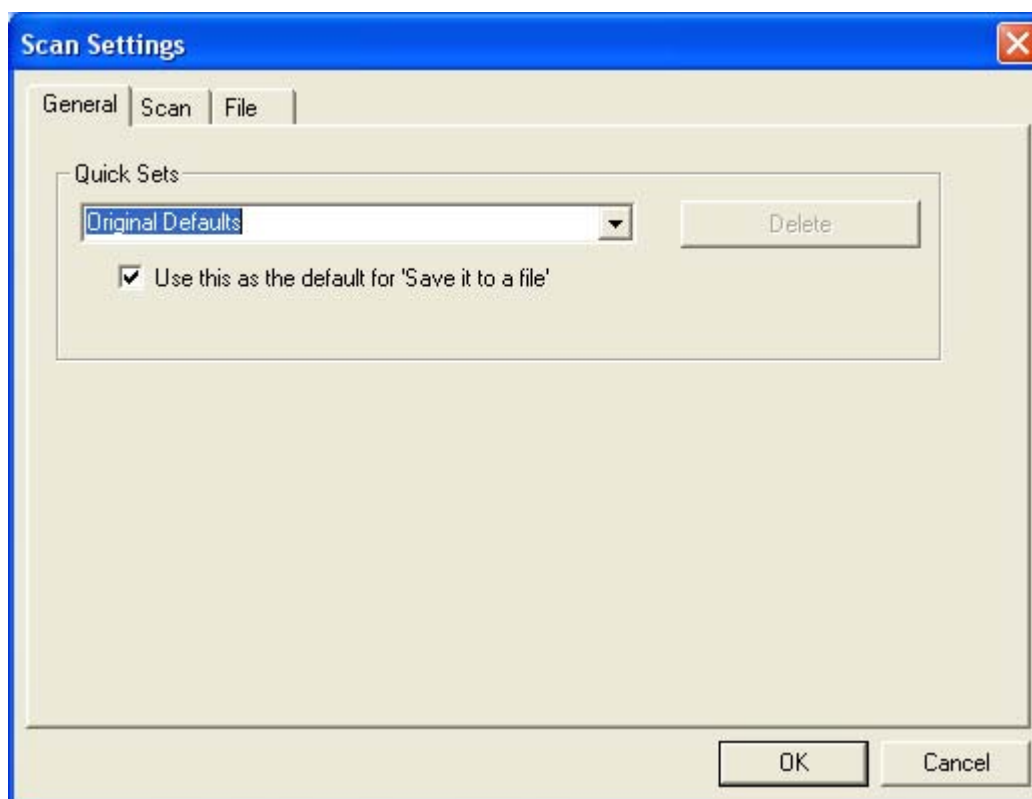 Scan Settings
General Scan File
Quick Sets
Original Defaults
Delete
Use this as the default for 'Save it to a file'
OK Cancel